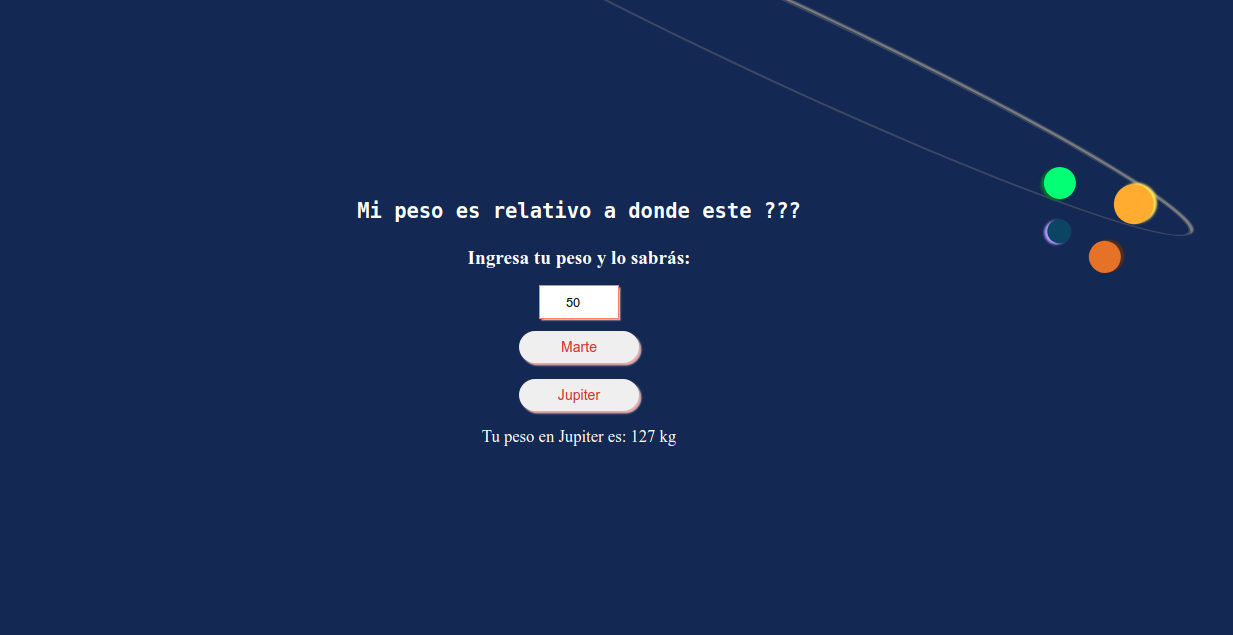 Mi peso es relativo a donde este ???
Ingresa tu peso y lo sabrás:
50
Marte
Jupiter
Tu peso en Jupiter es: 127 kg